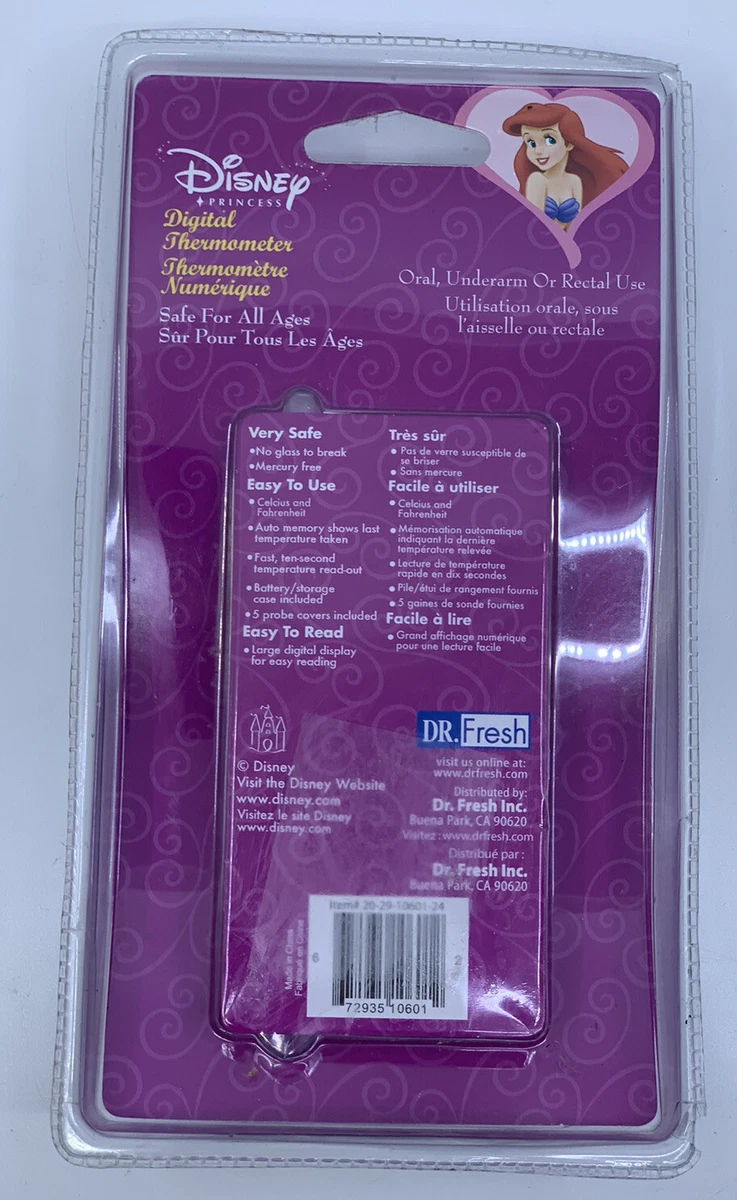 Disney
PRINCESS
Digital
Thermometer
Thermomètre
Numérique
Safe For All Ages
Sûr Pour Tous Les Âges
Oral, Underarm Or Rectal Use
Utilisation orale, sous
l'aisselle ou rectale
Very Safe
•No glass to break
•Mercury free
Easy To Use
• Celcius and
Fahrenheit
•Auto memory shows last
temperature taken
•Fast, ten-second
temperature read-out
•Battery/storage
case included
•5 probe covers included
Easy To Read
•Large digital display
for easy reading
Très sûr
• Pas de verre susceptible de
se briser
• Sans mercure
Facile à utiliser
• Celcius and
Fahrenheit
•Mémorisation automatique
indiquant la dernière
température relevée
•Lecture de température
rapide en dix secondes
•Pile/étui de rangement fournis
•5 gaines de sonde fournies
Facile à lire
• Grand affichage numérique
pour une lecture facile
© Disney
Visit the Disney Website
www.disney.com
Visitez le site Disney
www.disney.com
DR. Fresh
visit us online at:
www.drfresh.com
Distributed by:
Dr. Fresh Inc.
Buena Park, CA 90620
Visitez : www.drfresh.com
Distribué par :
Dr. Fresh Inc.
Buena Park, CA 90620
Made in China
Fabriqué en Chine
Item# 20-29-10601-24
6 72935 10601 2